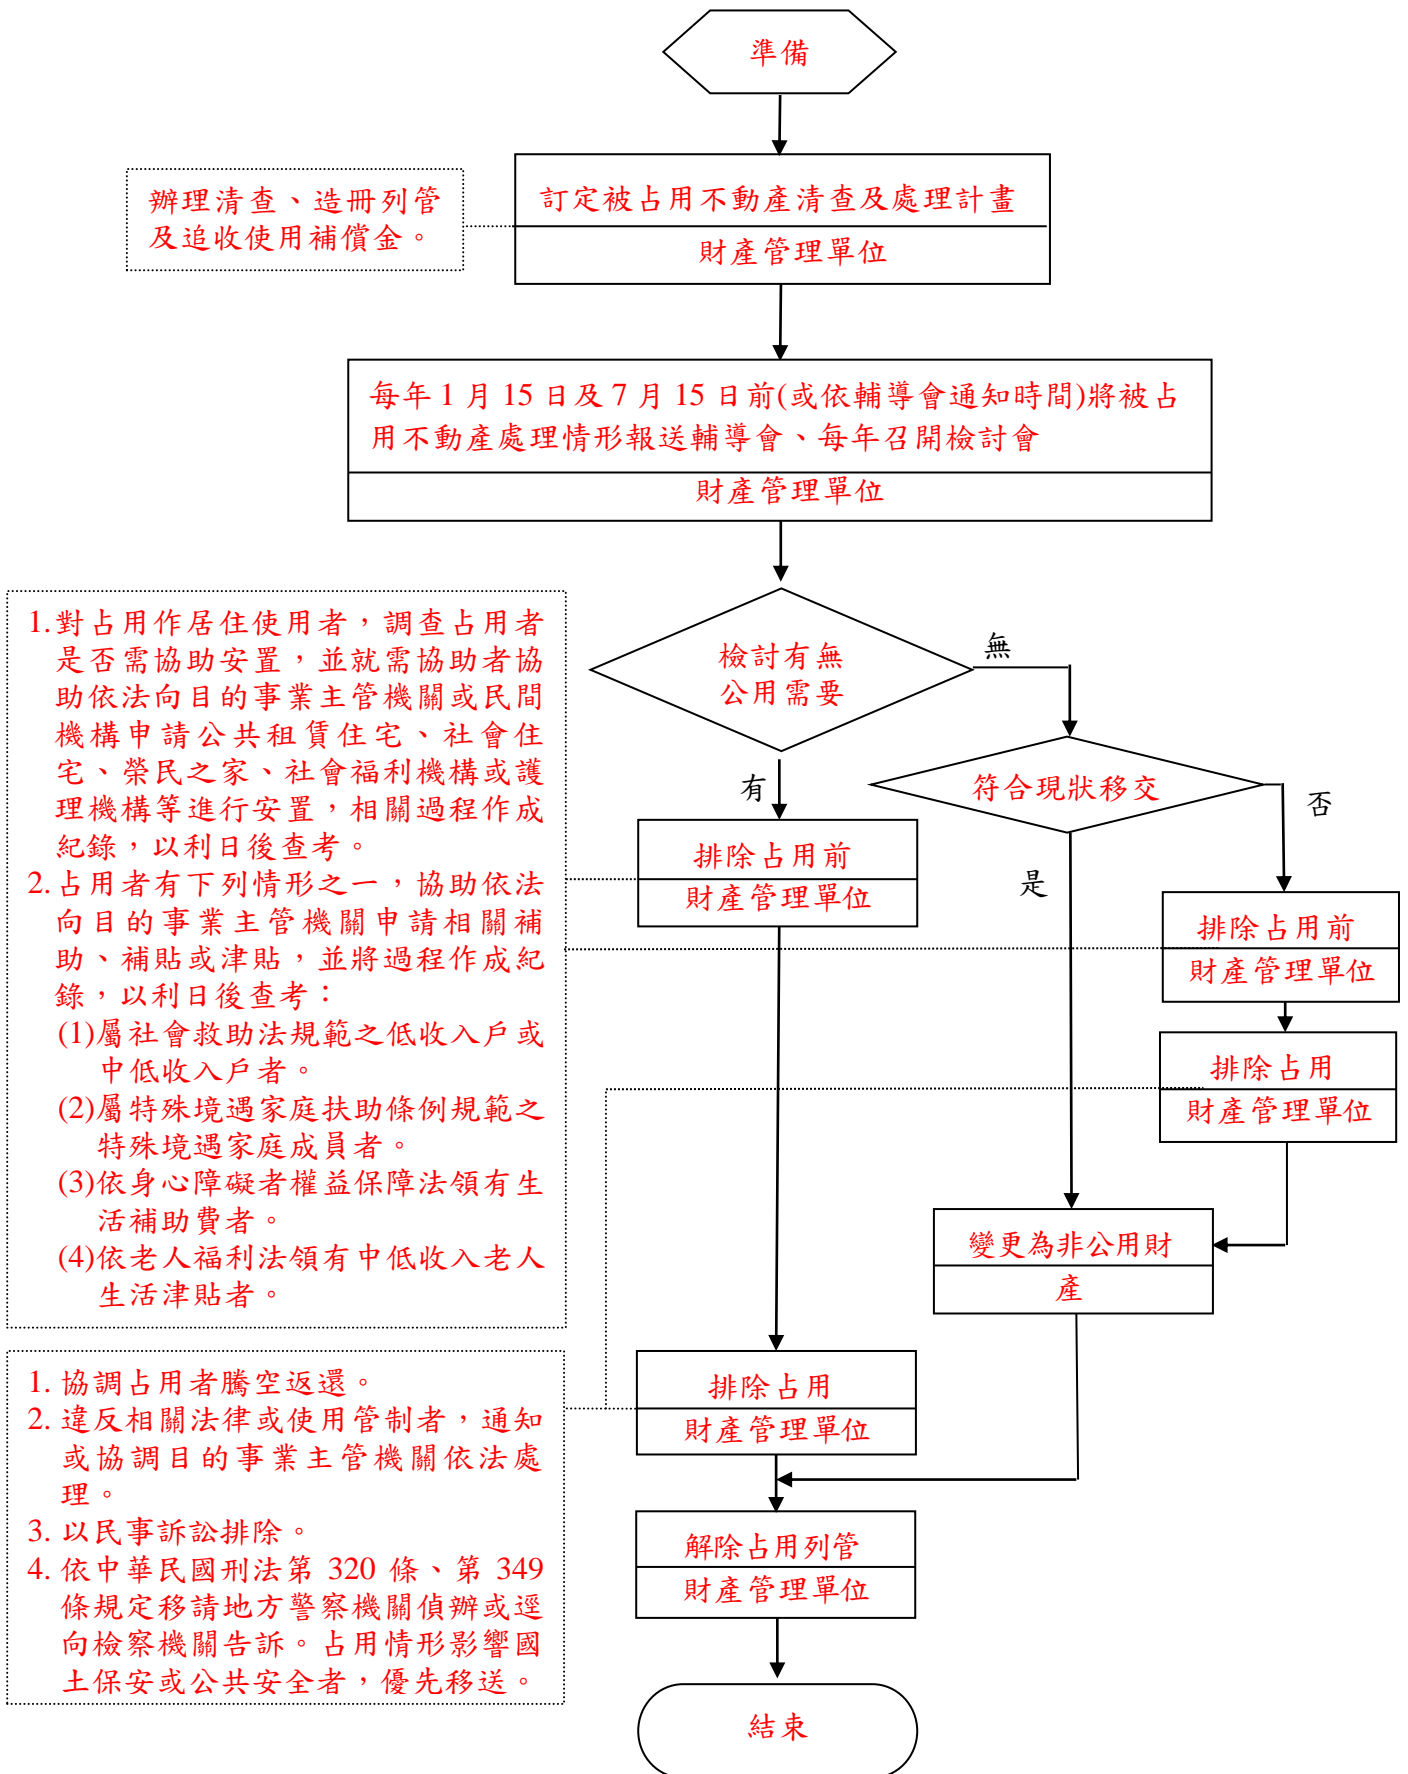 準備
訂定被占用不動產清查及處理計畫
財產管理單位
辦理清查、造冊列管
及追收使用補償金。
每年 1 月 15 日及 7 月 15 日前(或依輔導會通知時間)將被占
用不動產處理情形報送輔導會、每年召開檢討會
財產管理單位
檢討有無
公用需要
無
有
符合現狀移交
否
是
排除占用前
財產管理單位
排除占用前
財產管理單位
排除占用
財產管理單位
變更為非公用財
產
1.對占用作居住使用者，調查占用者
是否需協助安置，並就需協助者協
助依法向目的事業主管機關或民間
機構申請公共租賃住宅、社會住
宅、榮民之家、社會福利機構或護
理機構等進行安置，相關過程作成
紀錄，以利日後查考。
2.占用者有下列情形之一，協助依法
向目的事業主管機關申請相關補
助、補貼或津貼，並將過程作成紀
錄，以利日後查考：
(1)屬社會救助法規範之低收入戶或
中低收入戶者。
(2)屬特殊境遇家庭扶助條例規範之
特殊境遇家庭成員者。
(3)依身心障礙者權益保障法領有生
活補助費者。
(4)依老人福利法領有中低收入老人
生活津貼者。
1. 協調占用者騰空返還。
2. 違反相關法律或使用管制者，通知
或協調目的事業主管機關依法處
理。
3. 以民事訴訟排除。
4. 依中華民國刑法第 320 條、第 349
條規定移請地方警察機關偵辦或逕
向檢察機關告訴。占用情形影響國
土保安或公共安全者，優先移送。
排除占用
財產管理單位
解除占用列管
財產管理單位
結束